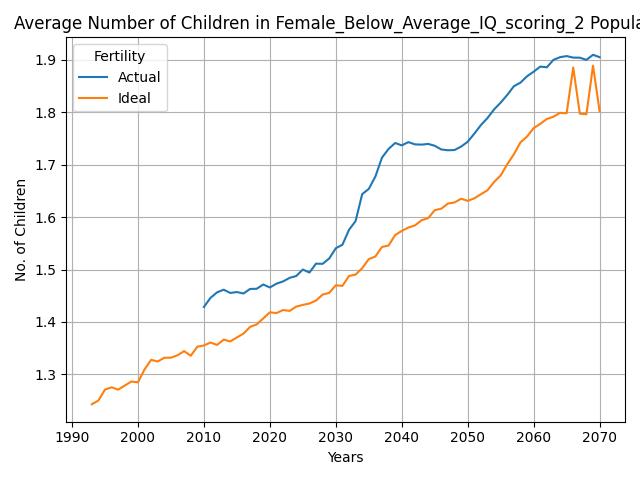 Average Number of Children in Female_Below_Average_IQ_scoring_2 Popula
Fertility
Actual
Ideal
No. of Children
1.9
1.8
1.7
1.6
1.5
1.4
1.3
1990 2000 2010 2020 2030 2040 2050 2060 2070
Years